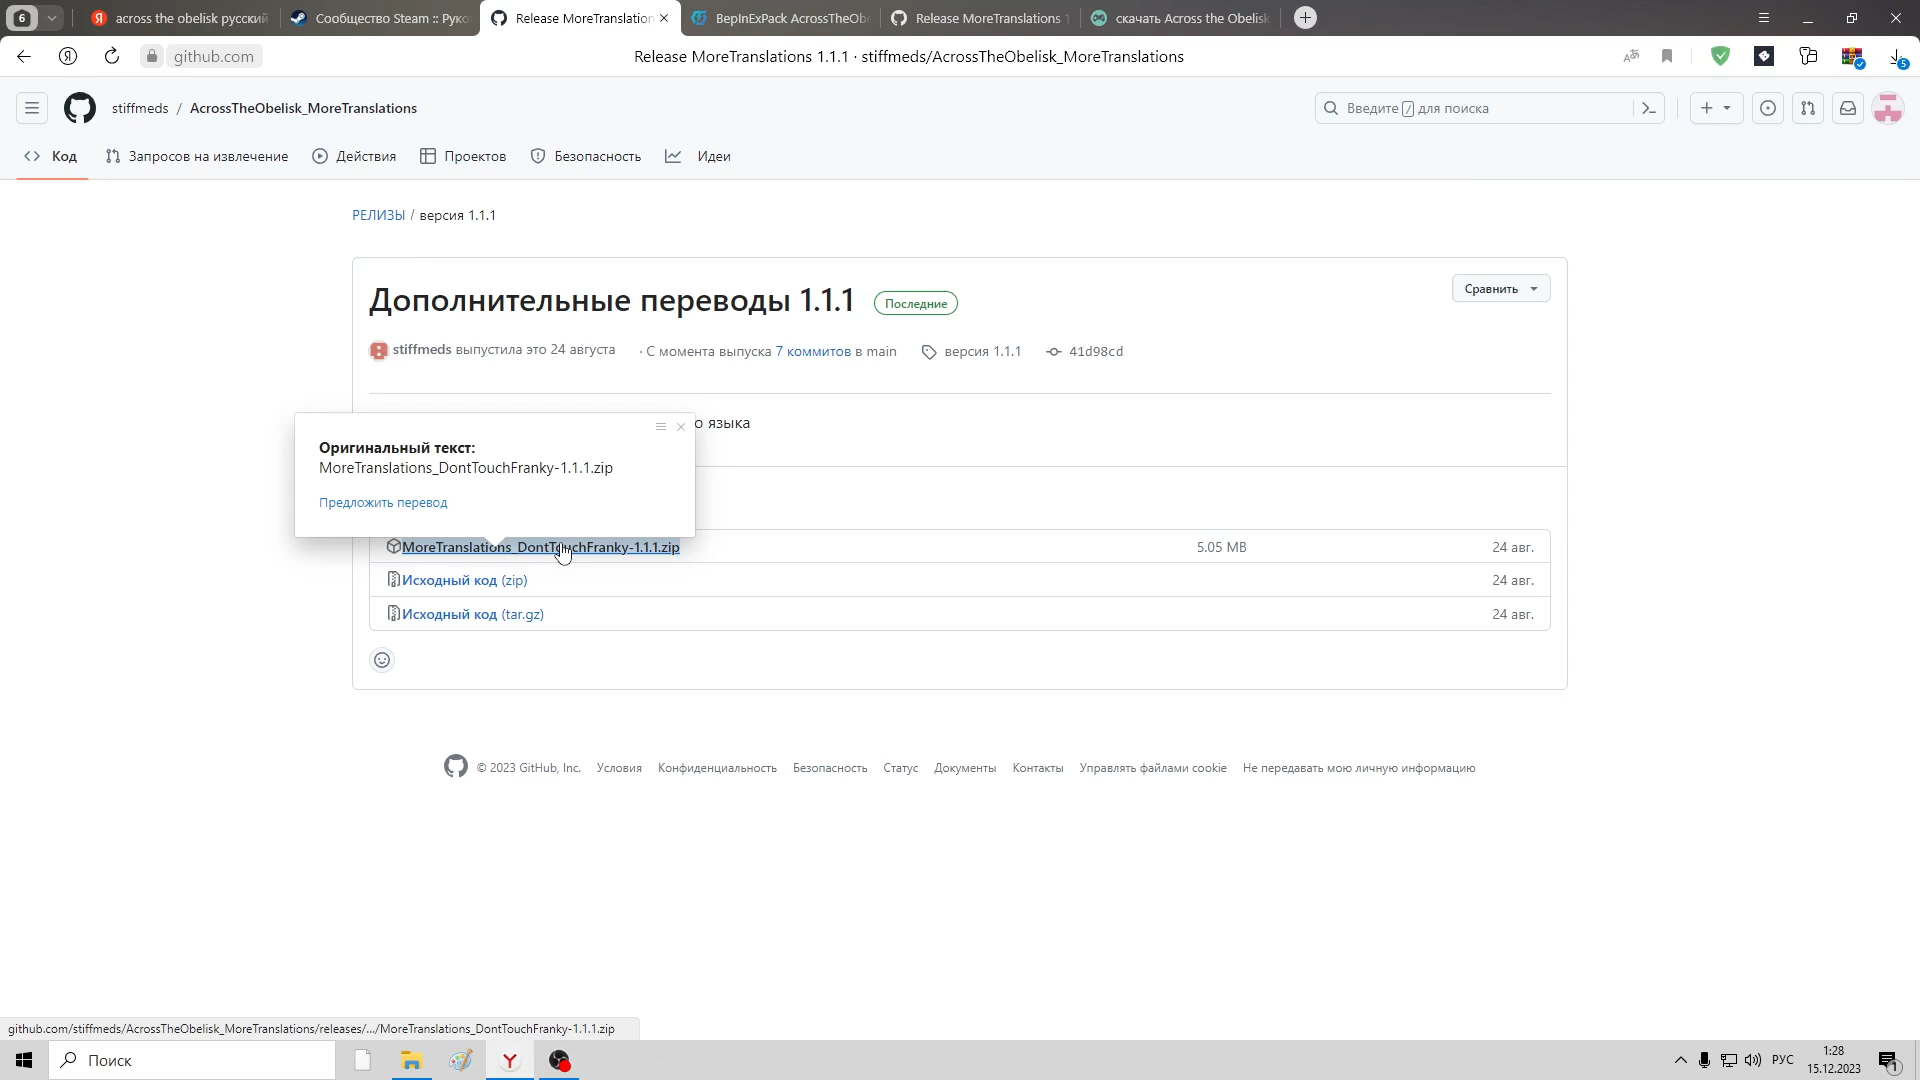 6
across the obelisk русский
Сообщество Steam :: Руко
Release MoreTranslation
BepInExPack AcrossTheObe
Release MoreTranslations 1
скачать Across the Obelisk
github.com
Release MoreTranslations 1.1.1 · stiffmeds/AcrossTheObelisk_MoreTranslations
5
stiffmeds / AcrossTheObelisk_MoreTranslations
Введите / для поиска
Код
Запросов на извлечение
Действия
Проектов
Безопасность
Идеи
РЕЛИЗЫ / версия 1.1.1
Дополнительные переводы 1.1.1
Последние
Сравнить
stiffmeds выпустила это 24 августа
· С момента выпуска 7 коммитов в main
версия 1.1.1
41d98cd
о языка
Оригинальный текст:
MoreTranslations_DontTouchFranky-1.1.1.zip
Предложить перевод
MoreTranslations_DontTouchFranky-1.1.1.zip
5.05 MB
24 авг.
Исходный код (zip)
24 авг.
Исходный код (tar.gz)
24 авг.
© 2023 GitHub, Inc.
Условия
Конфиденциальность
Безопасность
Статус
Документы
Контакты
Управлять файлами cookie
Не передавать мою личную информацию
github.com/stiffmeds/AcrossTheObelisk_MoreTranslations/releases/.../MoreTranslations_DontTouchFranky-1.1.1.zip
Поиск
РУС
1:28
15.12.2023
1